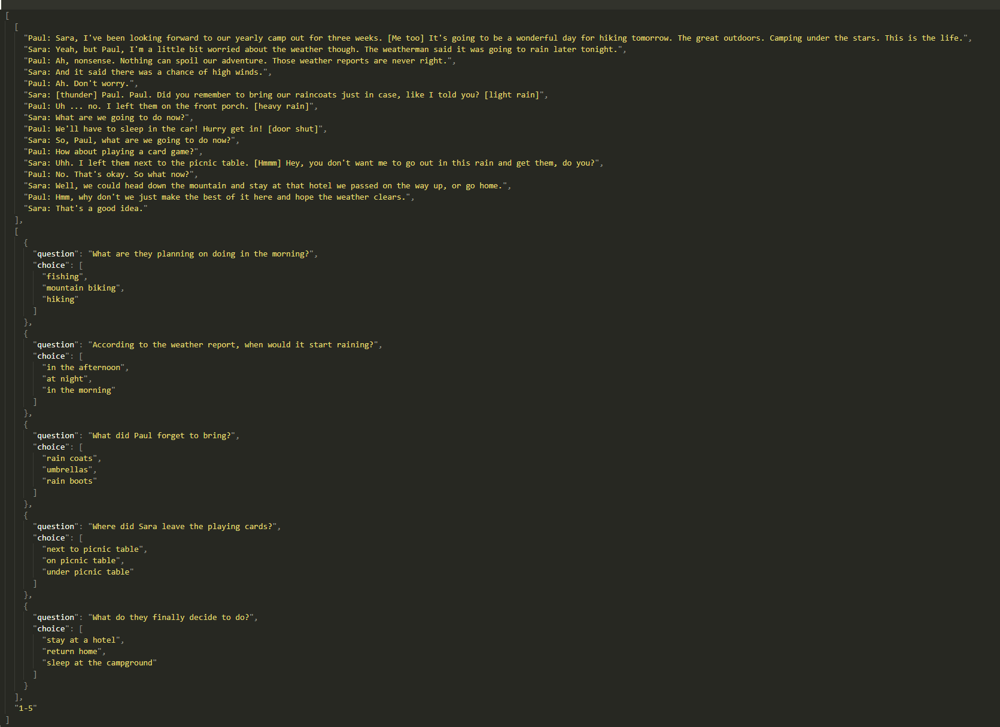 [
[
"Paul: Sara, I've been looking forward to our yearly camp out for three weeks. [Me too] It's going to be a wonderful day for hiking tomorrow. The great outdoors. Camping under the stars. This is the life.",
"Sara: Yeah, but Paul, I'm a little bit worried about the weather though. The weatherman said it was going to rain later tonight.",
"Paul: Ah, nonsense. Nothing can spoil our adventure. Those weather reports are never right.",
"Sara: And it said there was a chance of high winds.",
"Paul: Ah. Don't worry.",
"Sara: [thunder] Paul. Paul. Did you remember to bring our raincoats just in case, like I told you? [light rain]",
"Paul: Uh ... no. I left them on the front porch. [heavy rain]",
"Sara: What are we going to do now?",
"Paul: We'll have to sleep in the car! Hurry get in! [door shut]",
"Sara: So, Paul, what are we going to do now?",
"Paul: How about playing a card game?",
"Sara: Uhh. I left them next to the picnic table. [Hmmm] Hey, you don't want me to go out in this rain and get them, do you?",
"Paul: No. That's okay. So what now?",
"Sara: Well, we could head down the mountain and stay at that hotel we passed on the way up, or go home.",
"Paul: Hmm, why don't we just make the best of it here and hope the weather clears.",
"Sara: That's a good idea."
],
[
{
"question": "What are they planning on doing in the morning?",
"choice": [
"fishing",
"mountain biking",
"hiking"
]
},
{
"question": "According to the weather report, when would it start raining?",
"choice": [
"in the afternoon",
"at night",
"in the morning"
]
},
{
"question": "What did Paul forget to bring?",
"choice": [
"rain coats",
"umbrellas",
"rain boots"
]
},
{
"question": "Where did Sara leave the playing cards?",
"choice": [
"next to picnic table",
"on picnic table",
"under picnic table"
]
},
{
"question": "What do they finally decide to do?",
"choice": [
"stay at a hotel",
"return home",
"sleep at the campground"
]
}
],
"1-5"
]